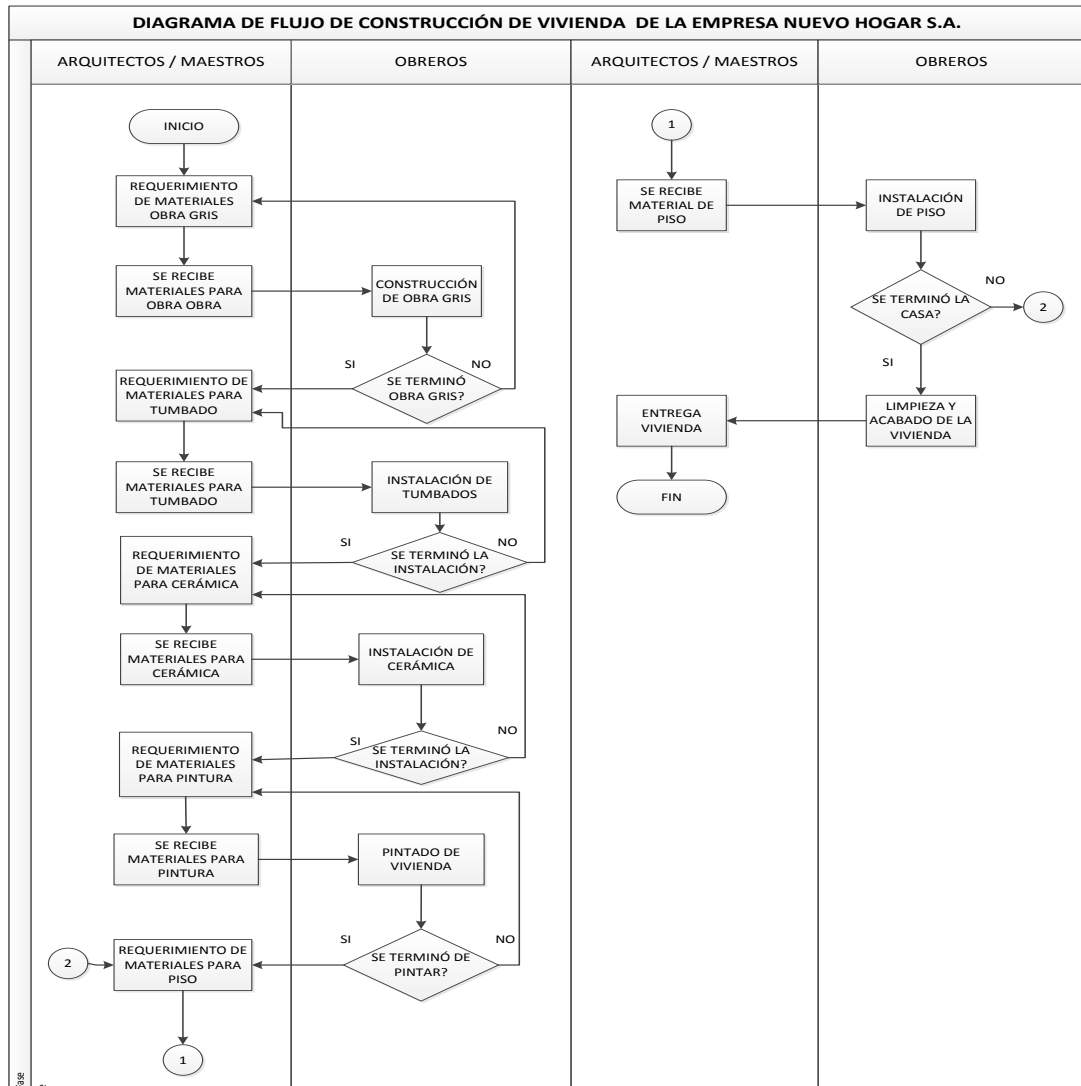 DIAGRAMA DE FLUJO DE CONSTRUCCIÓN DE VIVIENDA DE LA EMPRESA NUEVO HOGAR S.A.
ARQUITECTOS / MAESTROS
OBREROS
ARQUITECTOS / MAESTROS
OBREROS
INICIO
REQUERIMIENTO
DE MATERIALES
OBRA GRIS
SE RECIBE
MATERIALES PARA
OBRA OBRA
CONSTRUCCIÓN
DE OBRA GRIS
SI
NO
SE TERMINÓ
OBRA GRIS?
REQUERIMIENTO DE
MATERIALES PARA
TUMBADO
SE RECIBE
MATERIALES PARA
TUMBADO
INSTALACIÓN DE
TUMBADOS
SI
NO
SE TERMINÓ LA
INSTALACIÓN?
REQUERIMIENTO
DE MATERIALES
PARA CERÁMICA
SE RECIBE
MATERIALES PARA
CERÁMICA
INSTALACIÓN DE
CERÁMICA
SI
NO
SE TERMINÓ LA
INSTALACIÓN?
REQUERIMIENTO
DE MATERIALES
PARA PINTURA
SE RECIBE
MATERIALES PARA
PINTURA
PINTADO DE
VIVIENDA
SI
NO
SE TERMINÓ DE
PINTAR?
2
REQUERIMIENTO DE
MATERIALES PARA
PISO
1
1
SE RECIBE
MATERIAL DE
PISO
INSTALACIÓN
DE PISO
NO
SE TERMINÓ LA
CASA?
2
SI
LIMPIEZA Y
ACABADO DE LA
VIVIENDA
ENTREGA
VIVIENDA
FIN